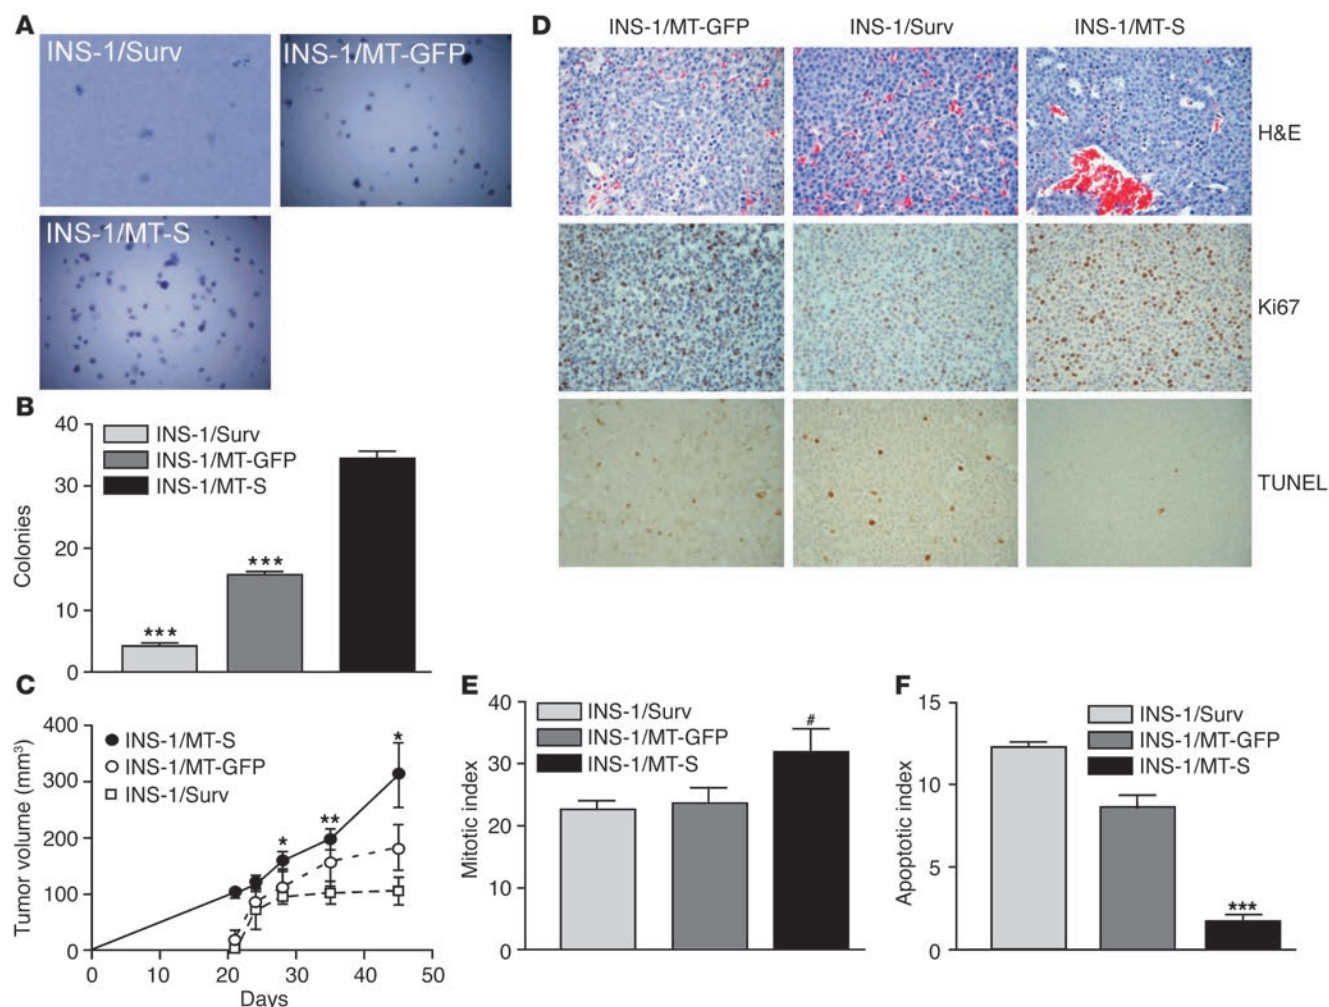 A
INS-1/Surv
INS-1/MT-GFP
INS-1/MT-S
B
40
30
20
10
0
Colonies
INS-1/Surv
INS-1/MT-GFP
INS-1/MT-S
***
***
C
400
300
200
100
0
Tumor volume (mm³)
INS-1/MT-S
INS-1/MT-GFP
INS-1/Surv
*
**
*
0 10 20 30 40 50
Days
D
INS-1/MT-GFP INS-1/Surv INS-1/MT-S
H&E
Ki67
TUNEL
E
40
30
20
10
0
Mitotic index
INS-1/Surv
INS-1/MT-GFP
INS-1/MT-S
#
F
15
10
5
0
Apoptotic index
INS-1/Surv
INS-1/MT-GFP
INS-1/MT-S
***